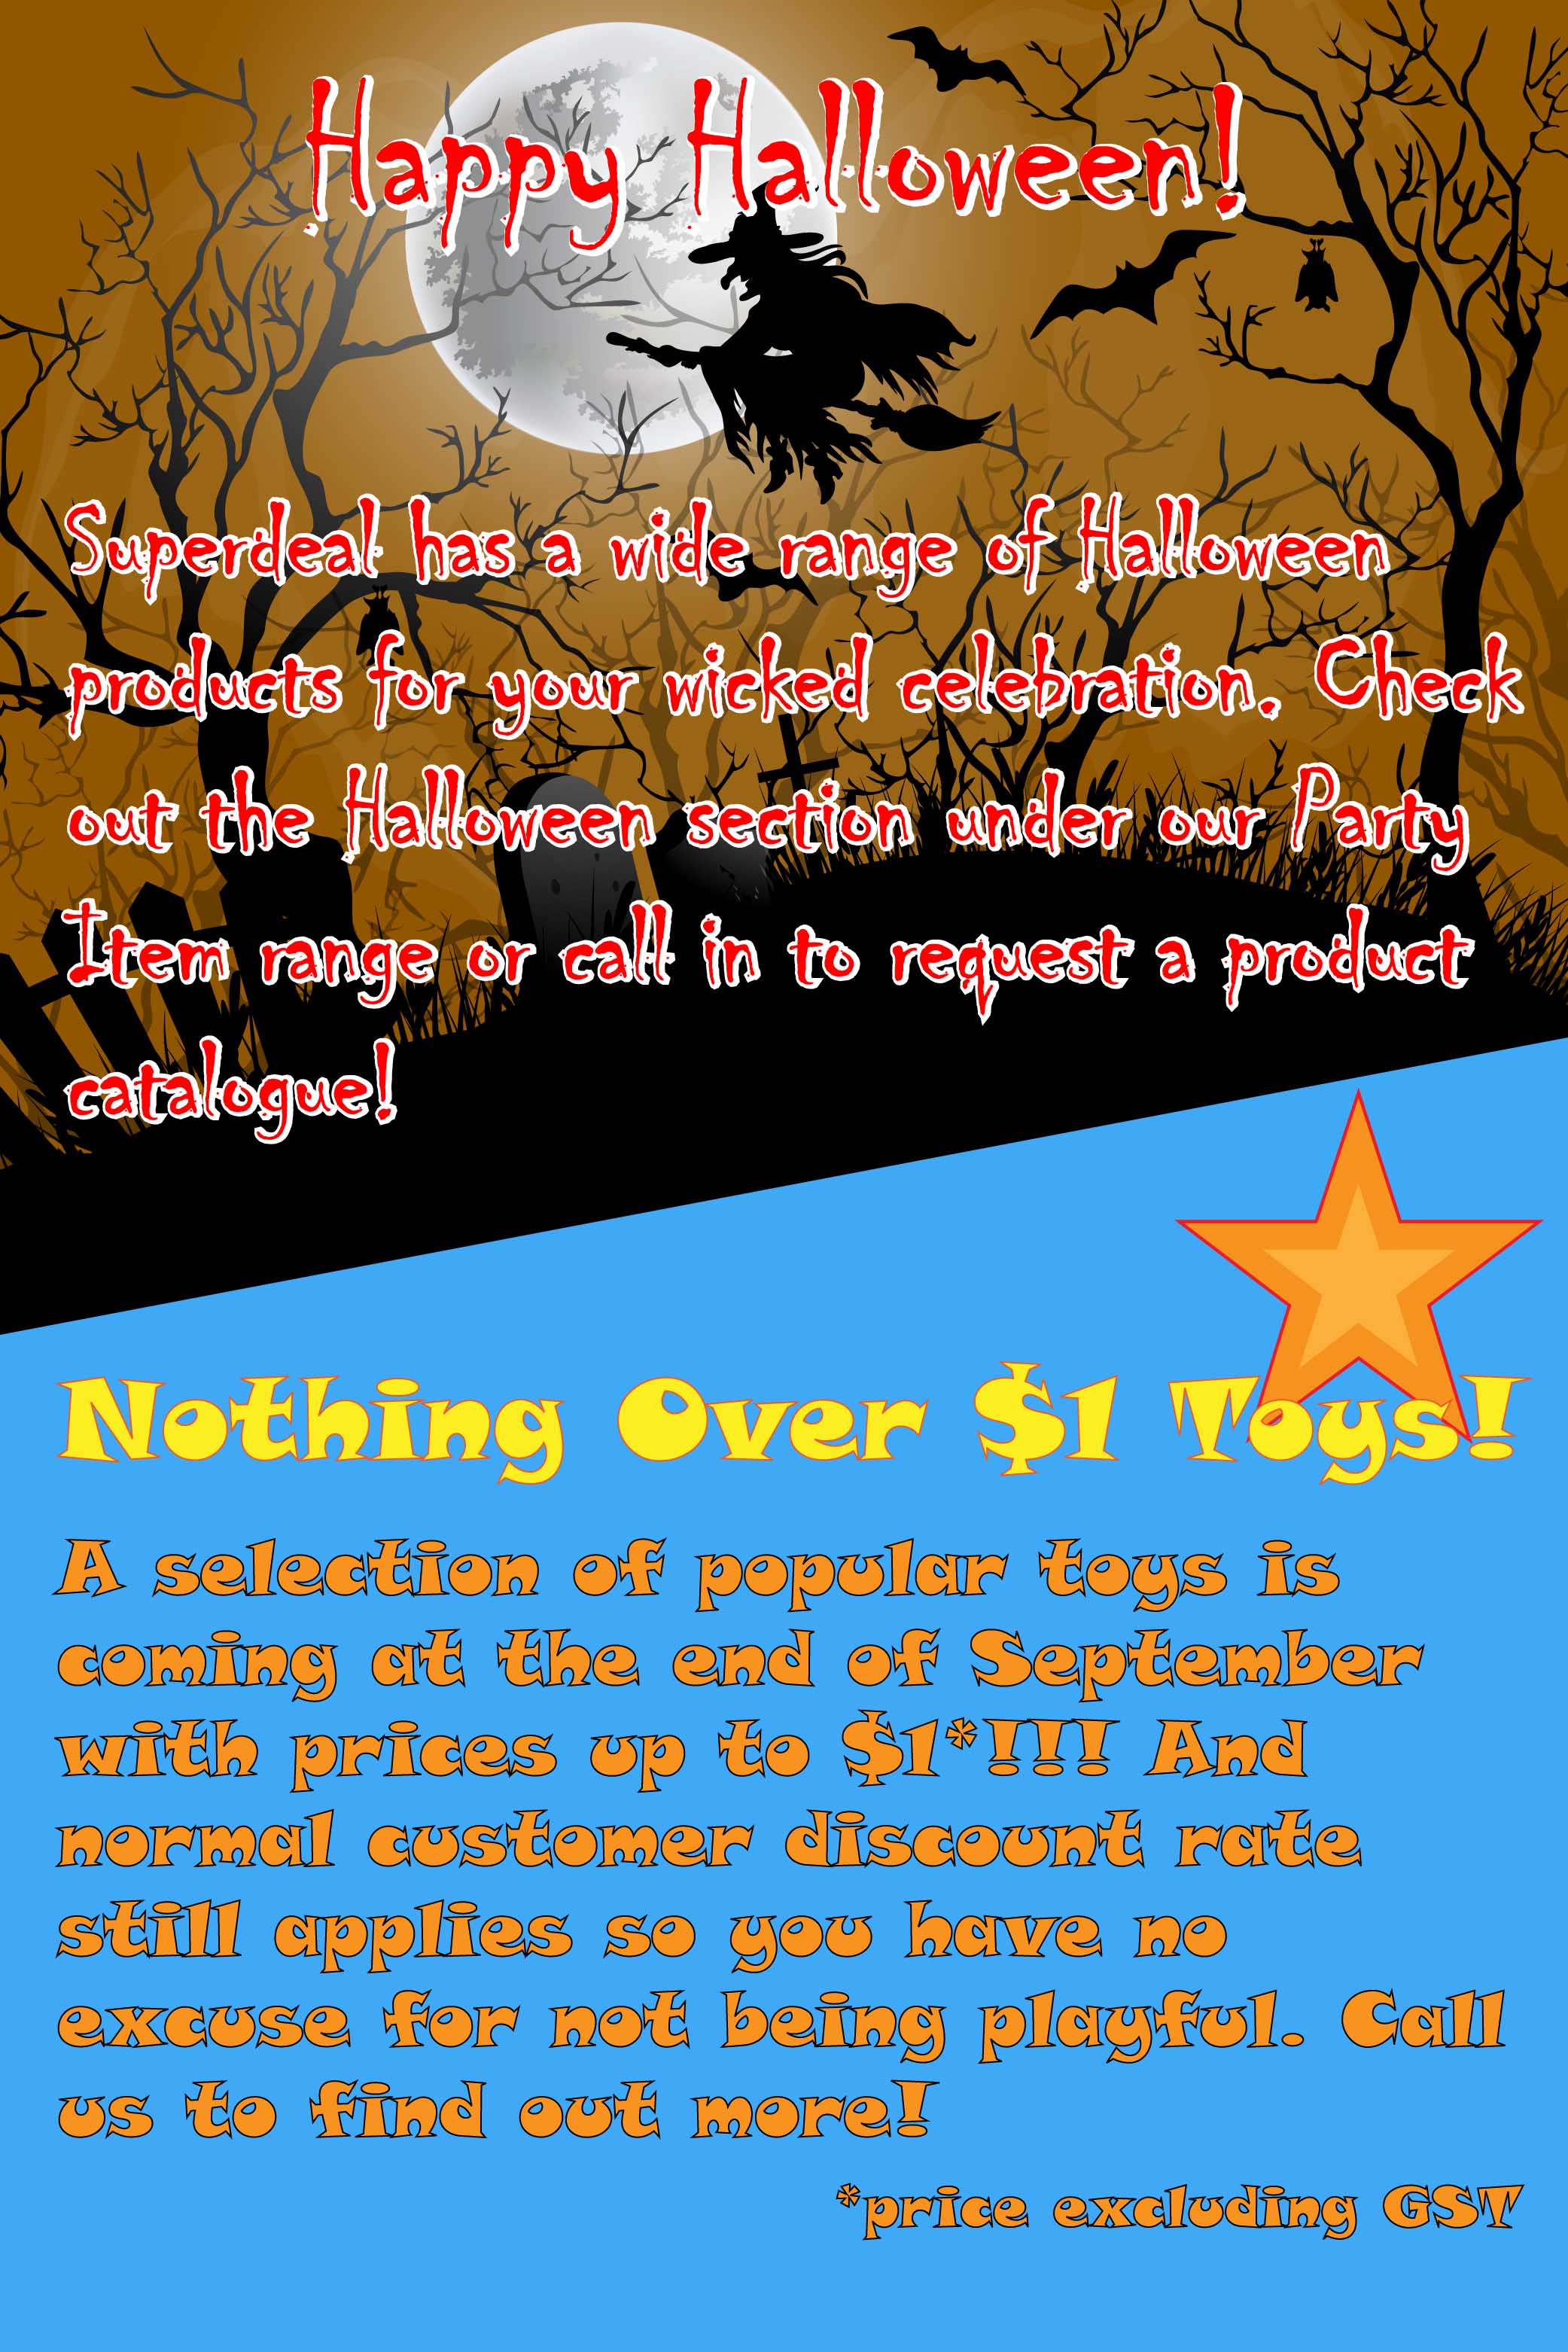 Happy Halloween!
Superdeal has a wide range of Halloween
products for your wicked celebration. Check
out the Halloween section under our Party
Item range or call in to request a product
catalogue!
Nothing Over $1 Toys!
A selection of popular toys is
coming at the end of September
with prices up to $1*!!! And
normal customer discount rate
still applies so you have no
excuse for not being playful. Call
us to find out more!
*price excluding GST